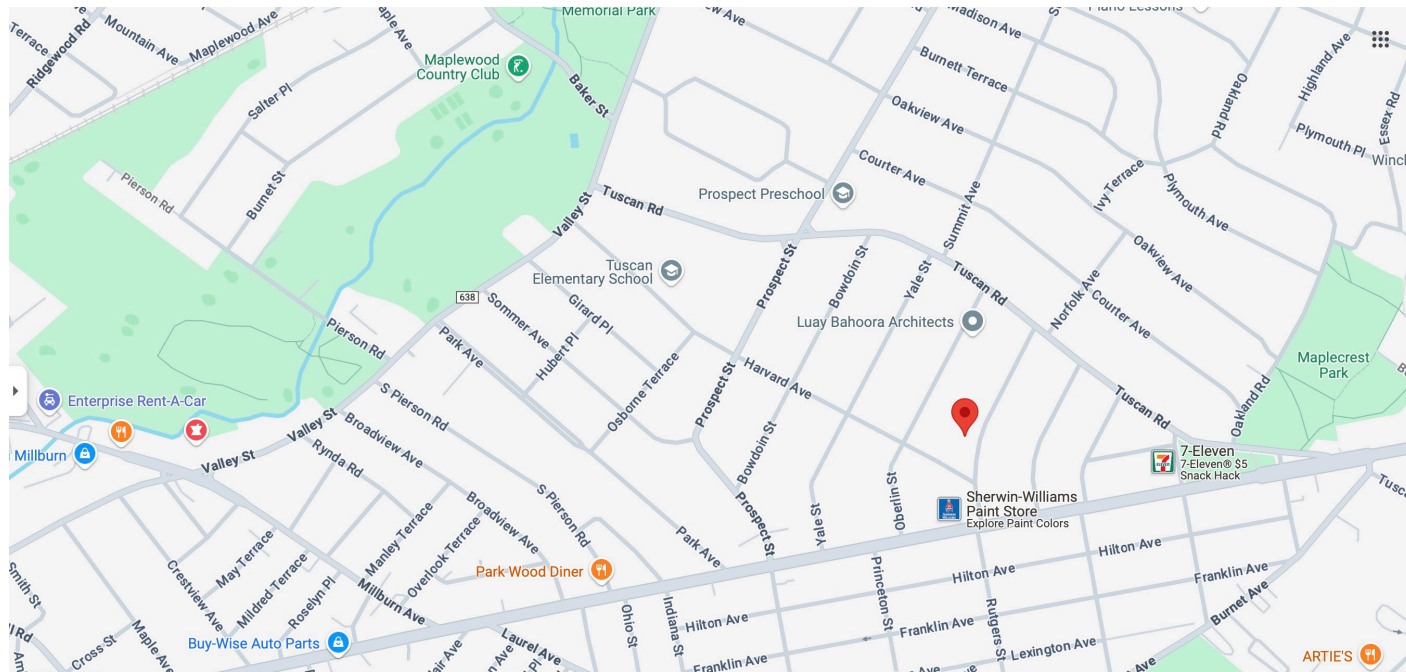 Memorial Park
Piano Lessons
Terrace
Mountain Ave
Maplewood Ave
Maple Ave
Ridgewood Rd
Maplewood
Country Club
Baker St
Madison Ave
Burnett Terrace
Oakland Rd
Highland Ave
Essex Rd
Salter Pl
Oakview Ave
Plymouth Pl
Courter Ave
Burnet St
Pierson Rd
Prospect Preschool
Tuscan Rd
Valley St
Summit Ave
Ivy Terrace
Plymouth Ave
Tuscan
Elementary School
Prospect St
Bowdoin St
Yale St
Tuscan Rd
Oakview Ave
638
Sommer Ave
Girard Pl
Hubert Pl
Norfolk Ave
Courter Ave
Luay Bahoora Architects
Pierson Rd
Park Ave
Maplecrest
Park
Harvard Ave
Osborne Terrace
Prospect St
Tuscan Rd
Oakland Rd
Enterprise Rent-A-Car
S Pierson Rd
Valley St
Broadview Ave
Rynda Rd
Valley St
Millburn
Bowdoin St
7-Eleven
7-Eleven® $5
Snack Hack
Oberlin St
Sherwin-Williams
Paint Store
Explore Paint Colors
Yale St
Prospect St
S Pierson Rd
Broadview Ave
Manley Terrace
Overlook Terrace
Park Ave
May Terrace
Mildred Terrace
Crestview Ave
Roselyn Pl
Smith St
Park Wood Diner
Millburn Ave
Hilton Ave
Hilton Ave
Princeton St
Franklin Ave
Burnet Ave
Ohio St
Indiana St
Hilton Ave
Rutgers St
Franklin Ave
Lexington Ave
Franklin Ave
Buy-Wise Auto Parts
Laurel Ave
Maple Ave
Cross St
ARTIE'S